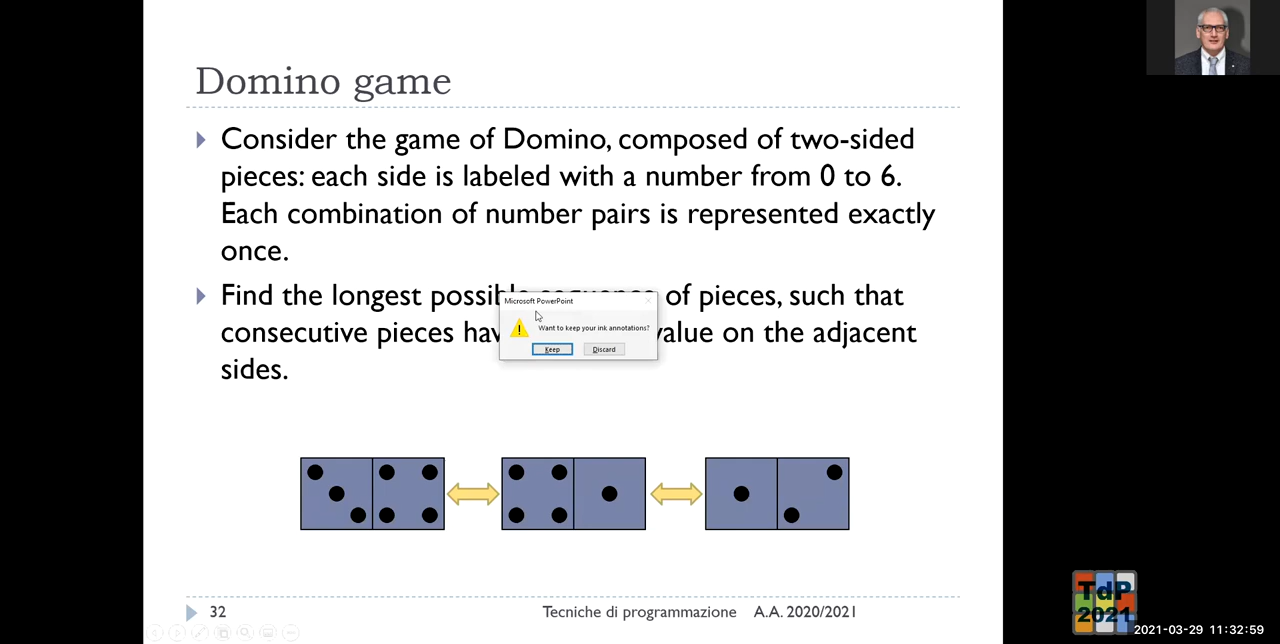 Domino game
Consider the game of Domino, composed of two-sided
pieces: each side is labeled with a number from 0 to 6.
Each combination of number pairs is represented exactly
once.
Find the longest possible sequence of pieces, such that
consecutive pieces have value on the adjacent
sides.
Microsoft PowerPoint
Want to keep your ink annotations?
Keep Discard
32 Tecniche di programmazione A.A. 2020/2021
TdP
2021
2021-03-29 11:32:59